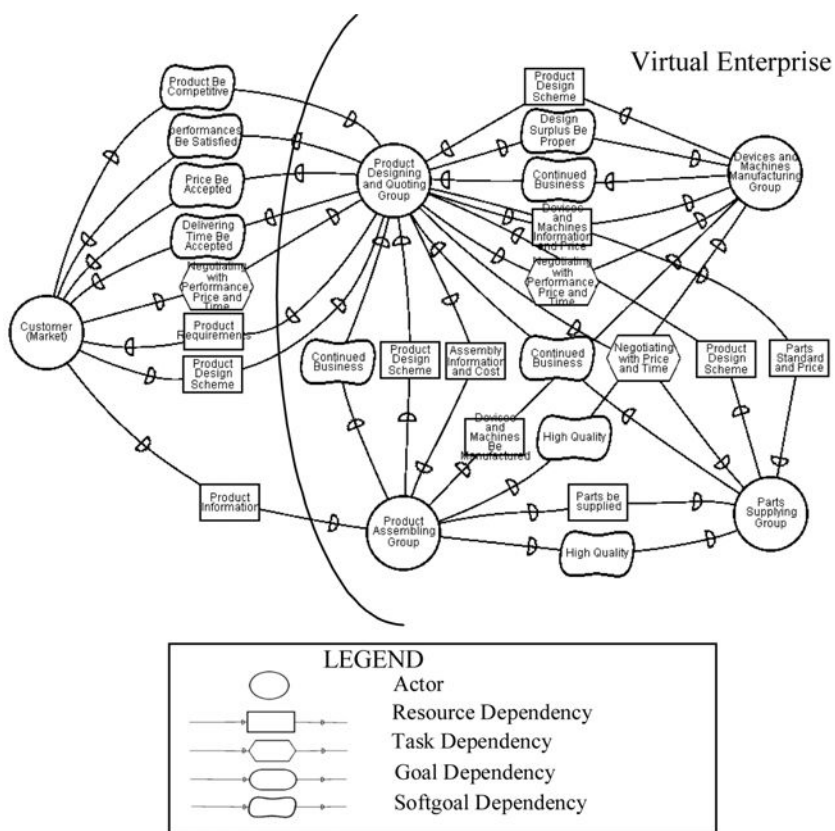 Virtual Enterprise
Product Be
Competitive
performances
Be Satisfied
Price Be
Accepted
Delivering
Time Be
Accepted
Negotiating
with
Performance,
Price and
Time
Product
Requirements
Product
Design
Scheme
Customer
(Market)
Product
Information
Product
Designing
and Quoting
Group
Product
Design
Scheme
Design
Surplus Be
Proper
Continued
Business
Devices and
Machines
Information
and Price
Negotiating
with
Performance,
Price and
Time
Devices and
Machines
Manufacturing
Group
Continued
Business
Product
Design
Scheme
Assembly
Information
and Cost
Continued
Business
Negotiating
with Price
and Time
Product
Design
Scheme
Parts
Standard
and Price
Devices
and
Machines
Be
Manufactured
High Quality
Product
Assembling
Group
Parts be
supplied
High Quality
Parts
Supplying
Group
LEGEND
Actor
Resource Dependency
Task Dependency
Goal Dependency
Softgoal Dependency